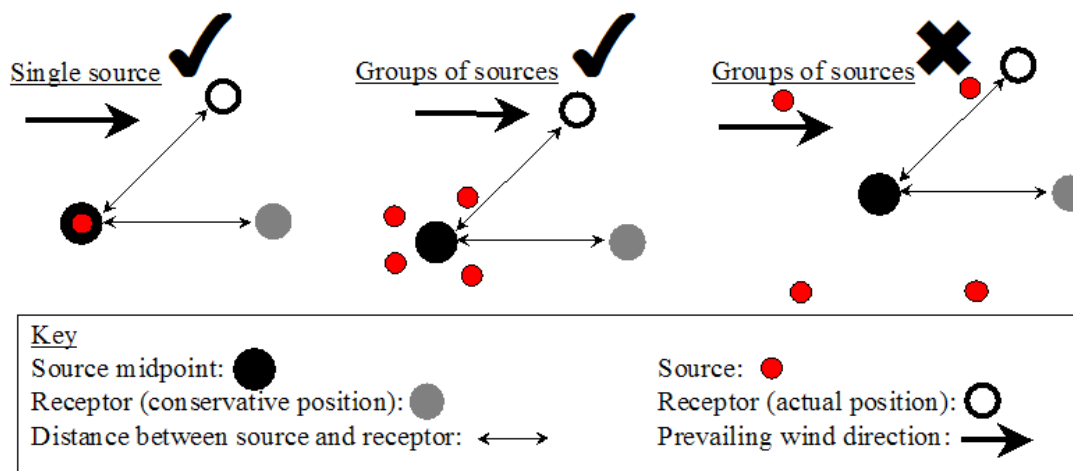 Single source
Groups of sources
Groups of sources
Key
Source midpoint:
Source:
Receptor (conservative position):
Receptor (actual position):
Distance between source and receptor:
Prevailing wind direction: